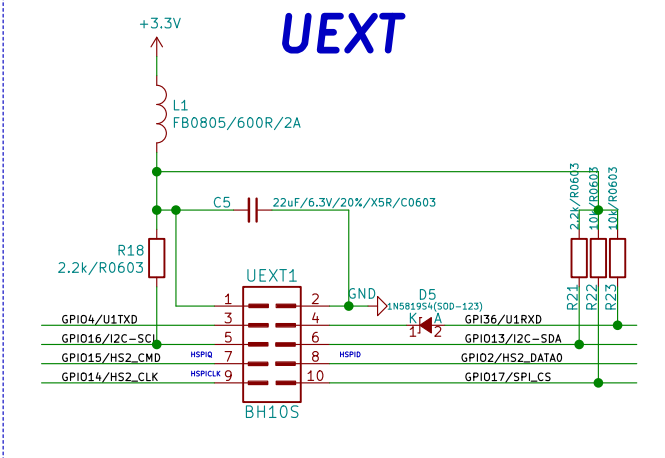 UEXT
+3.3V
L1
FB0805/600R/2A
C5
22uF/6.3V/20%/X5R/C0603
2.2k/R0603
10k/R0603
10k/R0603
R18
2.2k/R0603
R21
R22
R23
UEXT1
GND
D5
1N5819S4(SOD-123)
1
2
GPIO4/U1TXD
3
4
K
A
1
2
GPI36/U1RXD
GPIO16/I2C-SCL
5
6
GPIO13/I2C-SDA
GPIO15/HS2_CMD
HSPIQ
7
8
HSPID
GPIO2/HS2_DATA0
GPIO14/HS2_CLK
HSPICLK
9
10
GPIO17/SPI_CS
BH10S